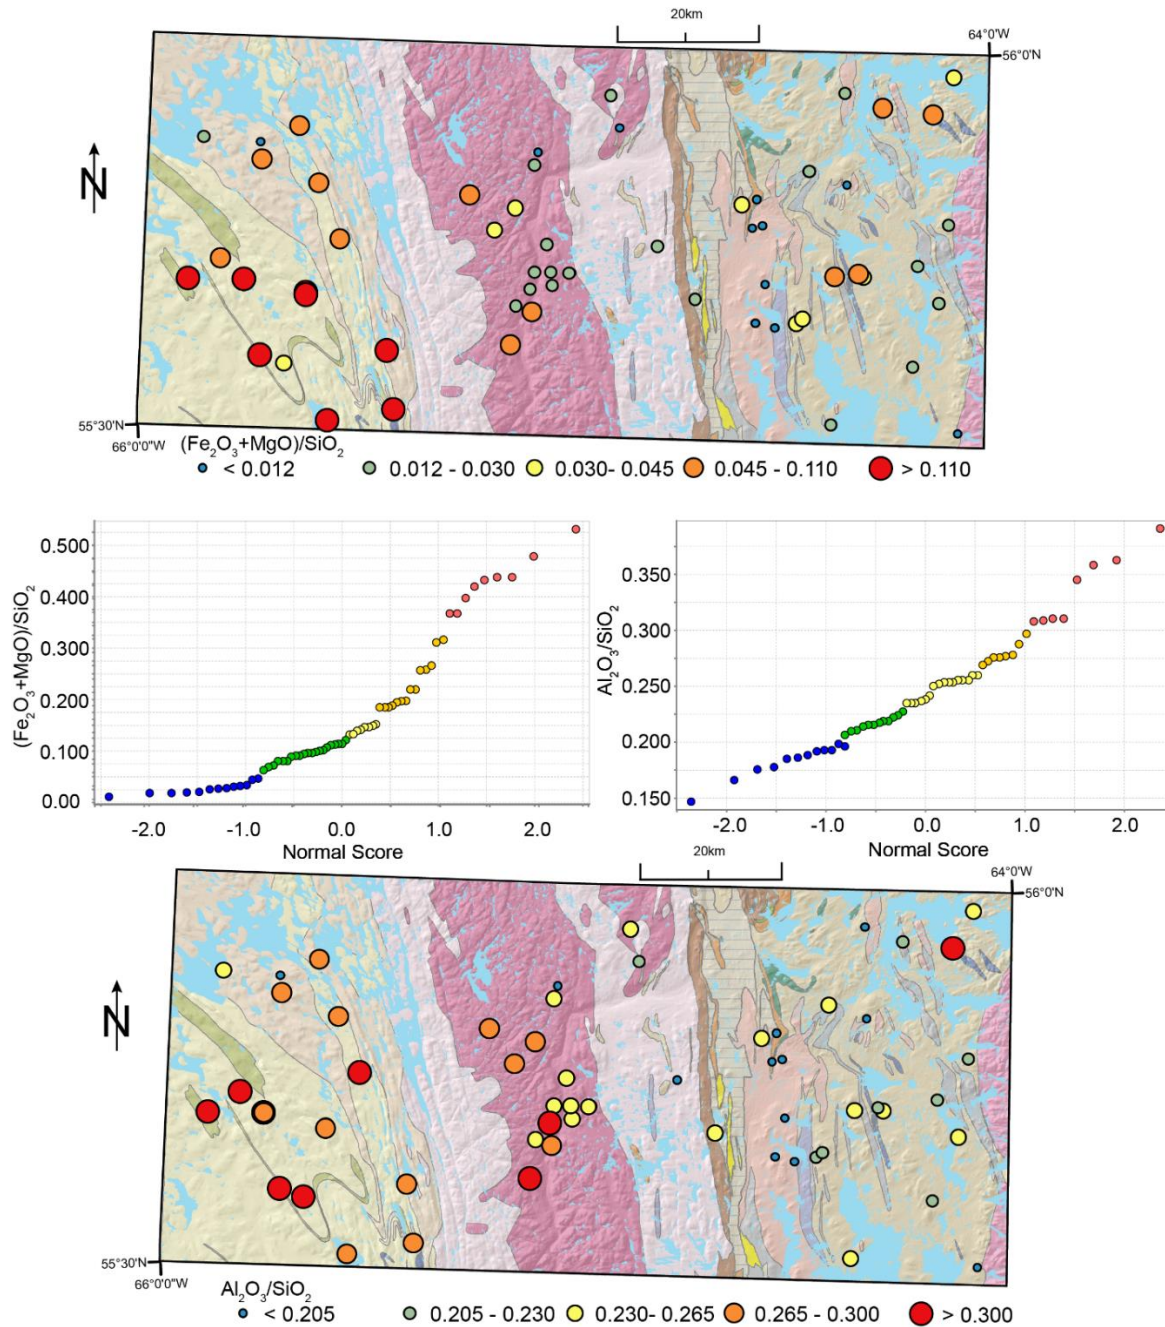 20km
64°0'W
56°0'N
N
55°30'N
66°0'0"W
(Fe₂O₃+MgO)/SiO₂
< 0.012 0.012 - 0.030 0.030- 0.045 0.045 - 0.110 > 0.110
(Fe₂O₃+MgO)/SiO₂
0.500
0.400
0.300
0.200
0.100
0.00
-2.0 -1.0 0.0 1.0 2.0
Normal Score
Al₂O₃/SiO₂
0.350
0.300
0.250
0.200
0.150
-2.0 -1.0 0.0 1.0 2.0
Normal Score
20km
64°0'W
56°0'N
N
55°30'N
66°0'0"W
Al₂O₃/SiO₂
< 0.205 0.205 - 0.230 0.230- 0.265 0.265 - 0.300 > 0.300